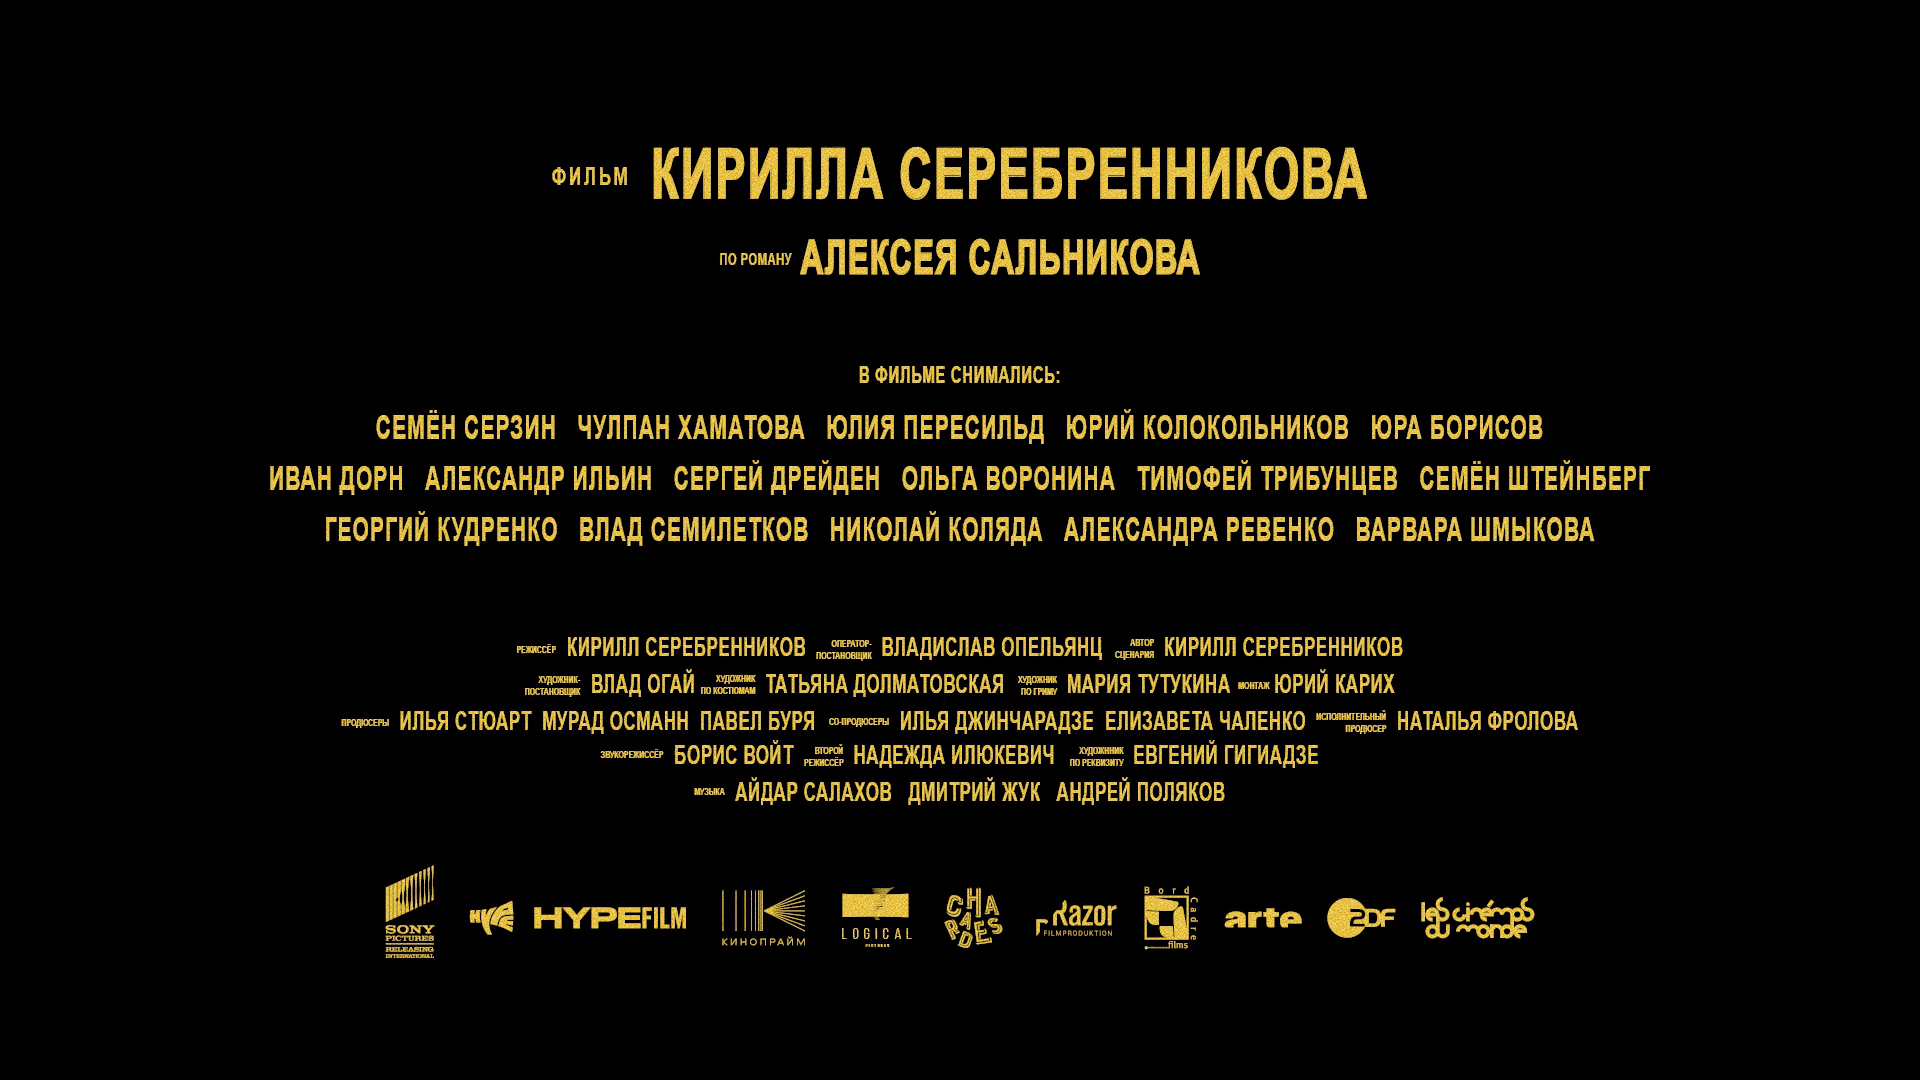 ФИЛЬМ КИРИЛЛА СЕРЕБРЕННИКОВА
ПО РОМАНУ АЛЕКСЕЯ САЛЬНИКОВА
В ФИЛЬМЕ СНИМАЛИСЬ:
СЕМЁН СЕРЗИН ЧУЛПАН ХАМАТОВА ЮЛИЯ ПЕРЕСИЛЬД ЮРИЙ КОЛОКОЛЬНИКОВ ЮРА БОРИСОВ
ИВАН ДОРН АЛЕКСАНДР ИЛЬИН СЕРГЕЙ ДРЕЙДЕН ОЛЬГА ВОРОНИНА ТИМОФЕЙ ТРИБУНЦЕВ СЕМЁН ШТЕЙНБЕРГ
ГЕОРГИЙ КУДРЕНКО ВЛАД СЕМИЛЕТКОВ НИКОЛАЙ КОЛЯДА АЛЕКСАНДРА РЕВЕНКО ВАРВАРА ШМЫКОВА
РЕЖИССЁР КИРИЛЛ СЕРЕБРЕННИКОВ ОПЕРАТОР-ПОСТАНОВЩИК ВЛАДИСЛАВ ОПЕЛЬЯНЦ АВТОР СЦЕНАРИЯ КИРИЛЛ СЕРЕБРЕННИКОВ
ХУДОЖНИК-ПОСТАНОВЩИК ВЛАД ОГАЙ ХУДОЖНИК ПО КОСТЮМАМ ТАТЬЯНА ДОЛМАТОВСКАЯ ХУДОЖНИК ПО ГРИМУ МАРИЯ ТУТУКИНА МОНТАЖ ЮРИЙ КАРИХ
ПРОДЮСЕРЫ ИЛЬЯ СТЮАРТ МУРАД ОСМАНН ПАВЕЛ БУРЯ СО-ПРОДЮСЕРЫ ИЛЬЯ ДЖИНЧАРАДЗЕ ЕЛИЗАВЕТА ЧАЛЕНКО ИСПОЛНИТЕЛЬНЫЙ ПРОДЮСЕР НАТАЛЬЯ ФРОЛОВА
ЗВУКОРЕЖИССЁР БОРИС ВОЙТ ВТОРОЙ РЕЖИССЁР НАДЕЖДА ИЛЮКЕВИЧ ХУДОЖННИК ПО РЕКВИЗИТУ ЕВГЕНИЙ ГИГИАДЗЕ
МУЗЫКА АЙДАР САЛАХОВ ДМИТРИЙ ЖУК АНДРЕЙ ПОЛЯКОВ
SONY PICTURES RELEASING INTERNATIONAL
HYPE HYPEFILM
КИНОПРАЙМ
LOGICAL PICTURES
CHARADES
Razor FILMPRODUKTION
Bord Cadre films
arte
ZDF
les cinémas du monde